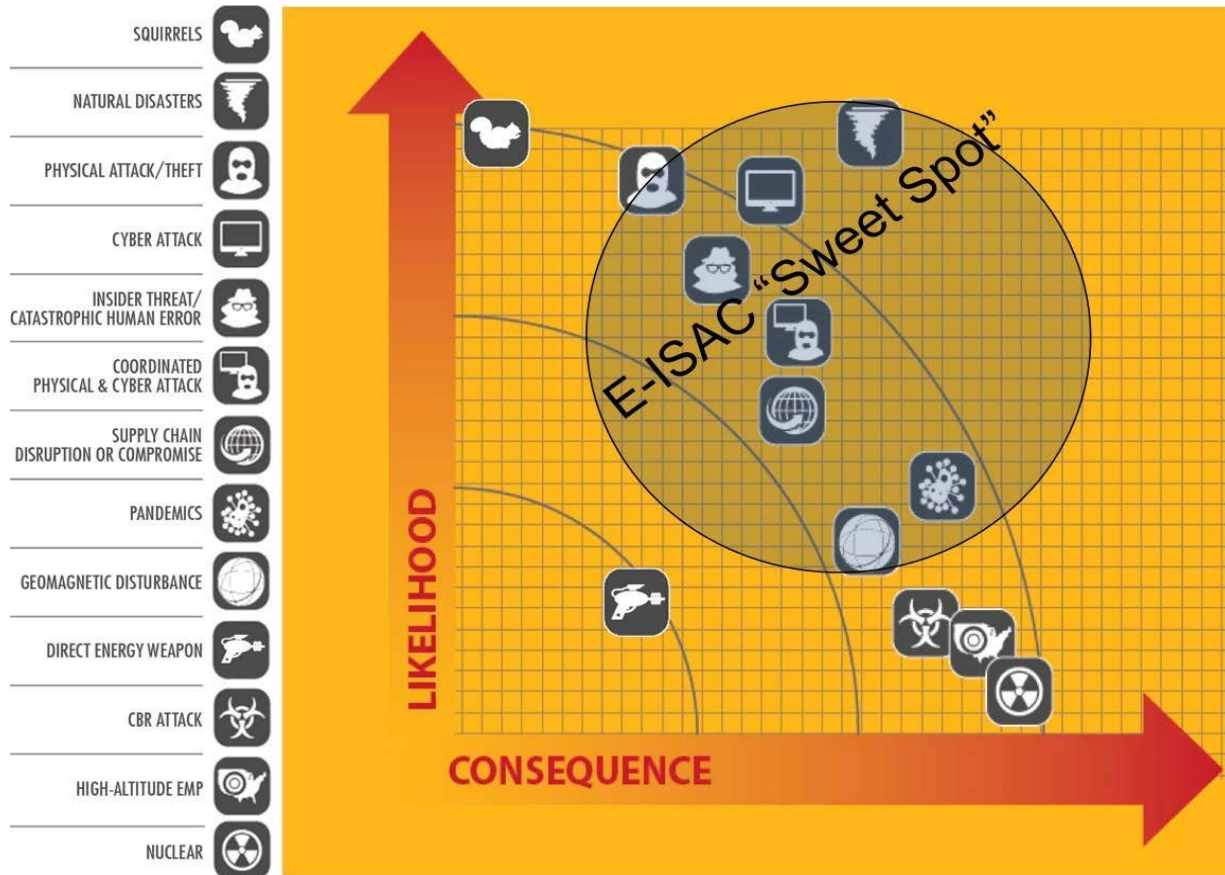 SQUIRRELS
NATURAL DISASTERS
PHYSICAL ATTACK/THEFT
CYBER ATTACK
INSIDER THREAT/
CATASTROPHIC HUMAN ERROR
COORDINATED
PHYSICAL & CYBER ATTACK
SUPPLY CHAIN
DISRUPTION OR COMPROMISE
PANDEMICS
GEOMAGNETIC DISTURBANCE
DIRECT ENERGY WEAPON
CBR ATTACK
HIGH-ALTITUDE EMP
NUCLEAR
LIKELIHOOD
E-ISAC “Sweet Spot”
CONSEQUENCE